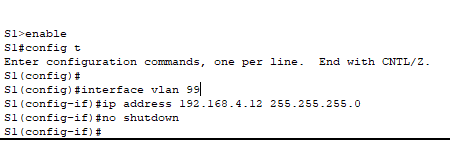 S1>enable
S1#config t
Enter configuration commands, one per line.  End with CNTL/Z.
S1(config)#
S1(config)#interface vlan 99
S1(config-if)#ip address 192.168.4.12 255.255.255.0
S1(config-if)#no shutdown
S1(config-if)#